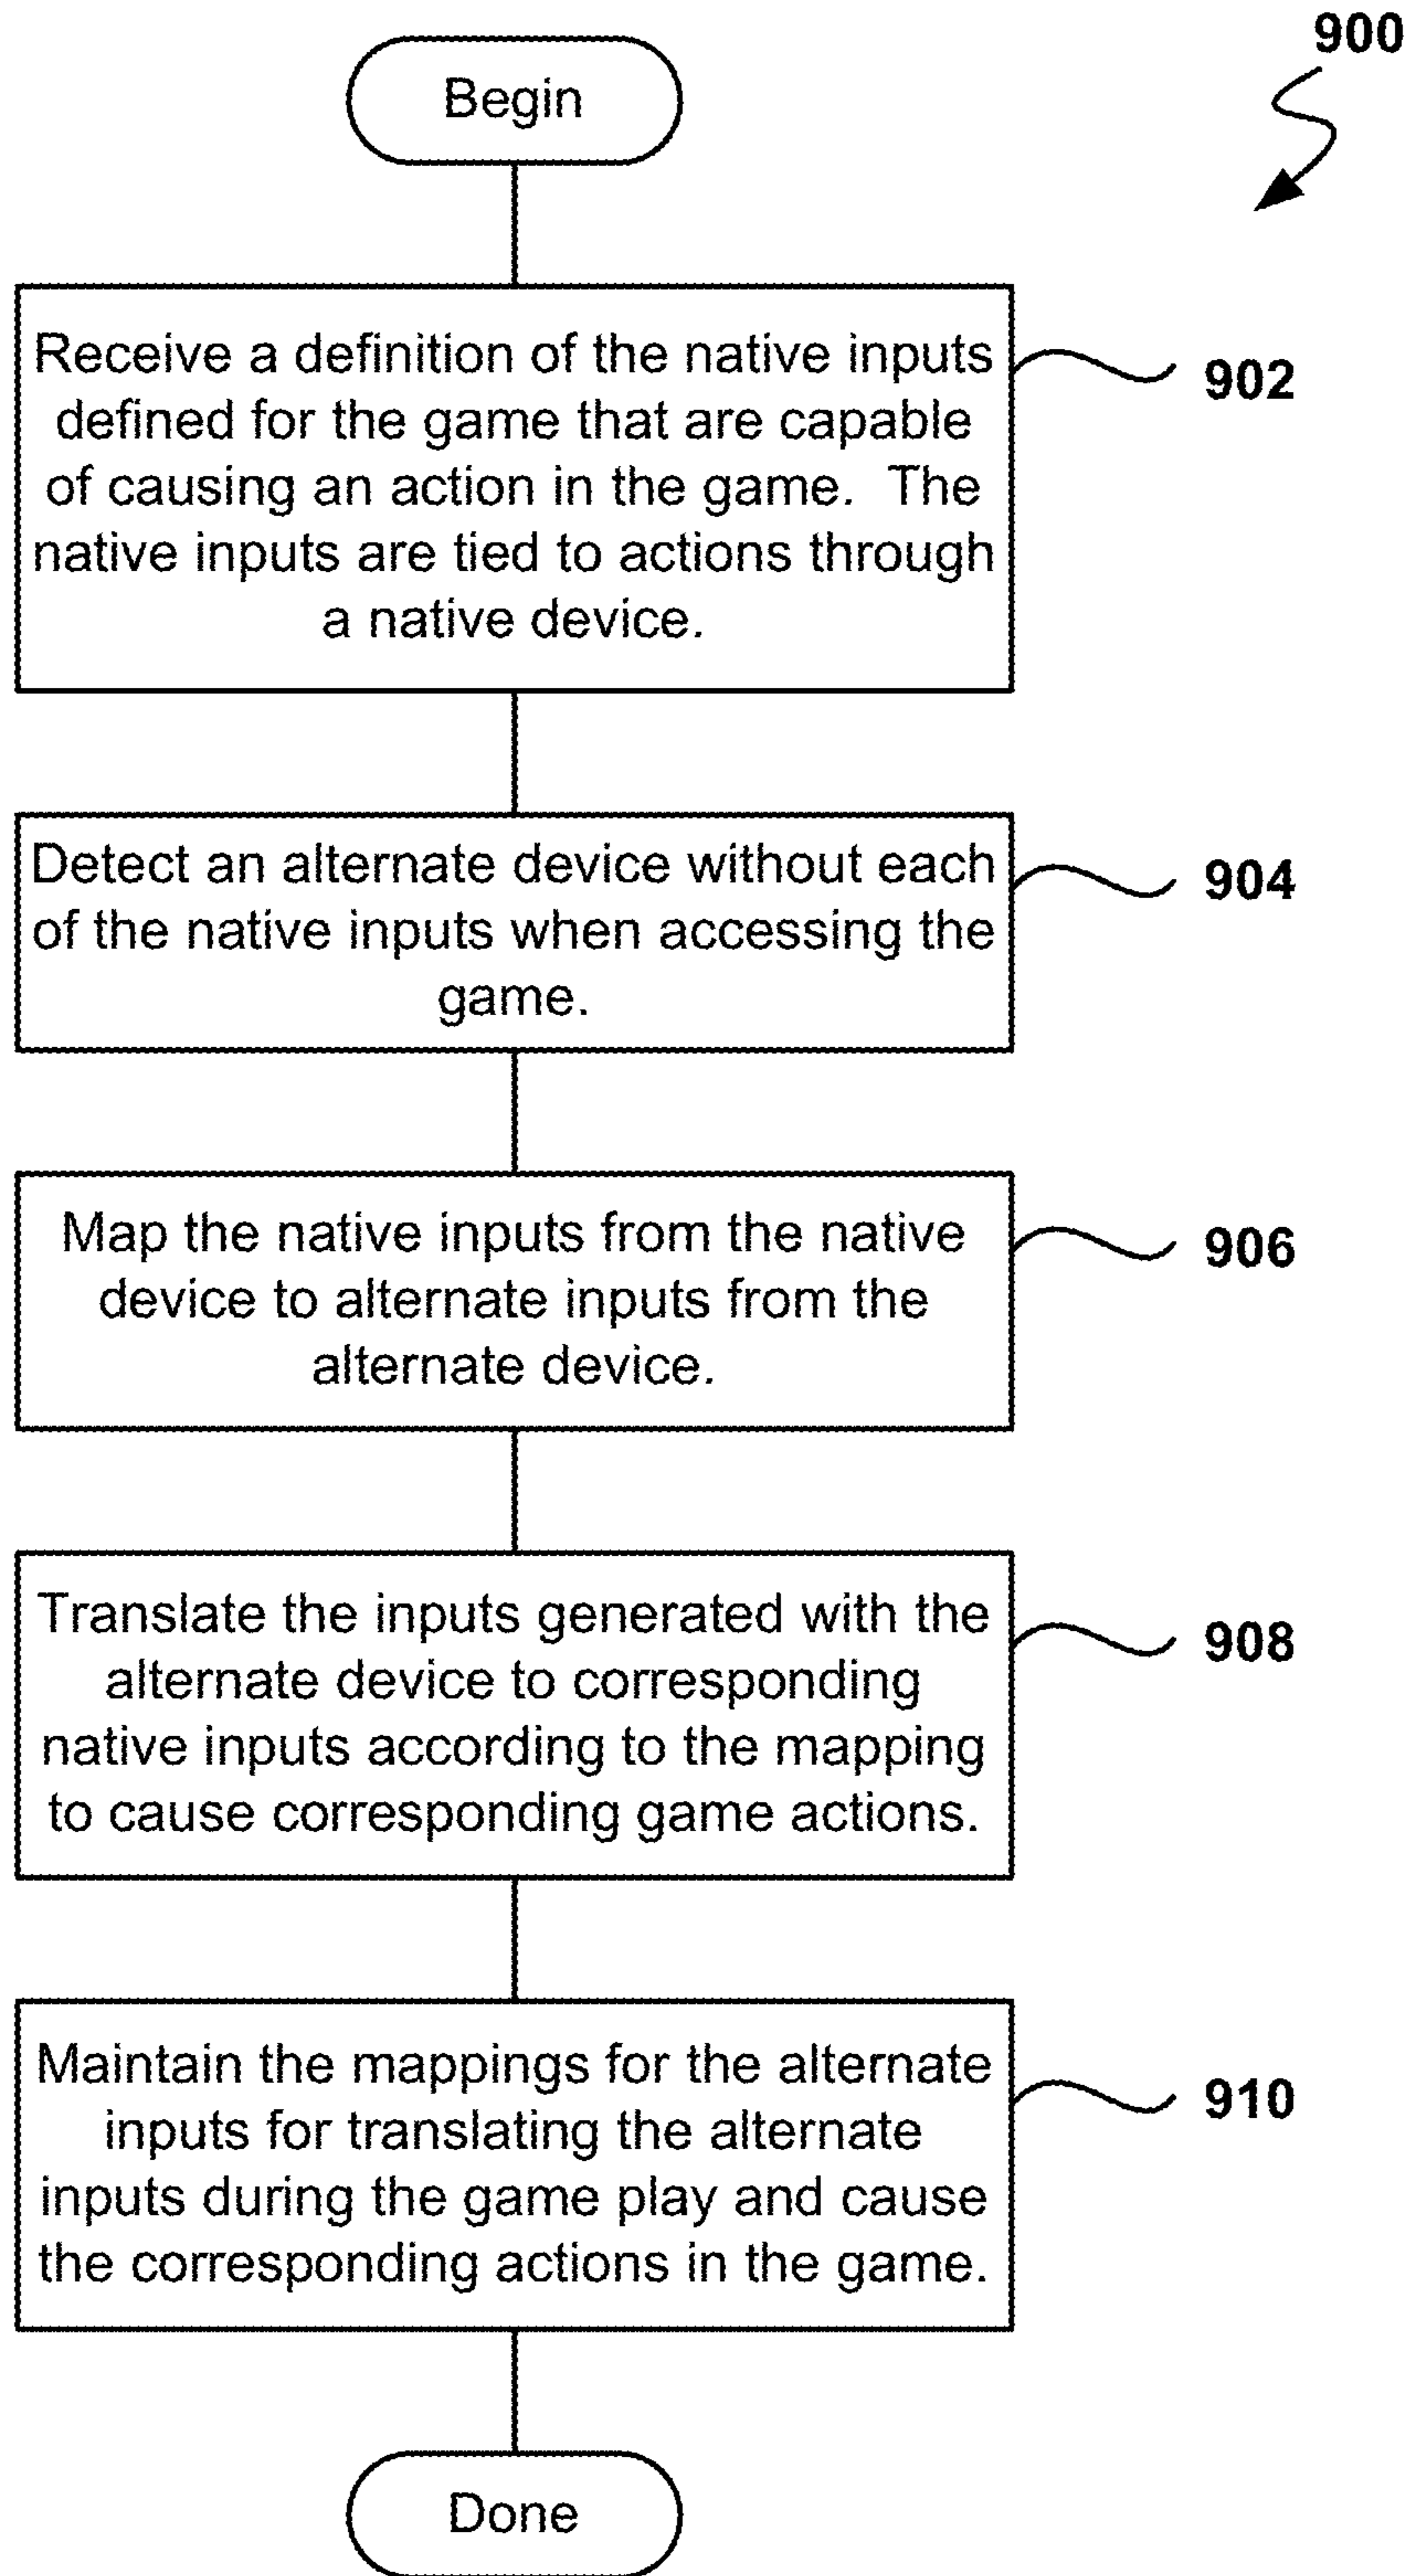 900
Begin
Receive a definition of the native inputs
defined for the game that are capable
of causing an action in the game.  The
native inputs are tied to actions through
a native device.
902
Detect an alternate device without each
of the native inputs when accessing the
game.
904
Map the native inputs from the native
device to alternate inputs from the
alternate device.
906
Translate the inputs generated with the
alternate device to corresponding
native inputs according to the mapping
to cause corresponding game actions.
908
Maintain the mappings for the alternate
inputs for translating the alternate
inputs during the game play and cause
the corresponding actions in the game.
910
Done